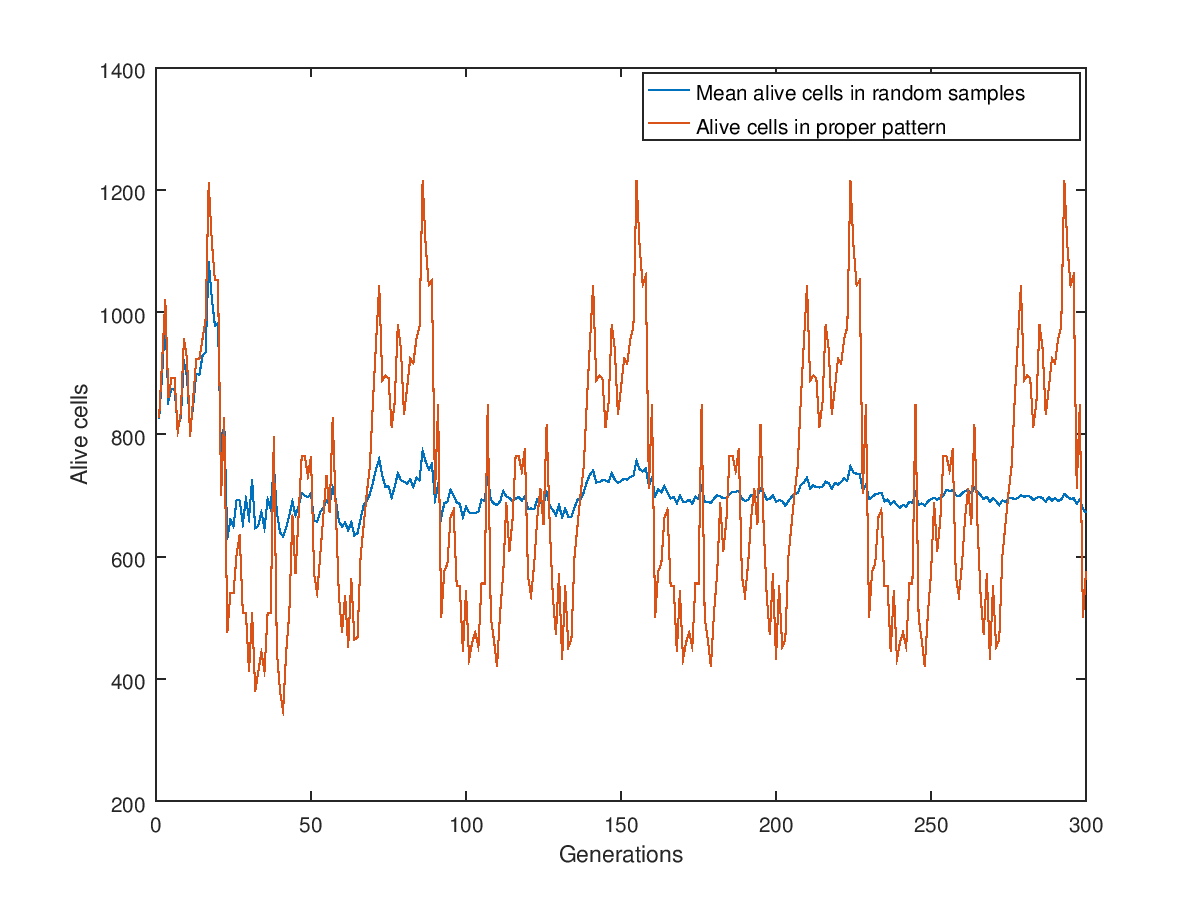 1400
1200
1000
800
600
400
200
Alive cells
0 50 100 150 200 250 300
Generations
Mean alive cells in random samples
Alive cells in proper pattern